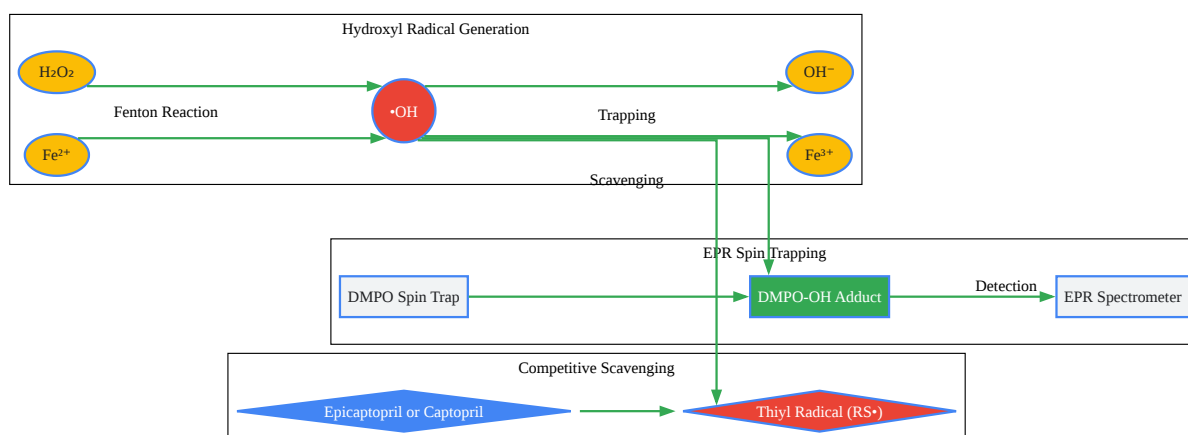 Hydroxyl Radical Generation
H₂O₂
OH⁻
Fenton Reaction
•OH
Trapping
Fe²⁺
Fe³⁺
Scavenging
EPR Spin Trapping
DMPO Spin Trap
DMPO-OH Adduct
Detection
EPR Spectrometer
Competitive Scavenging
Epicaptopril or Captopril
Thiyl Radical (RS•)